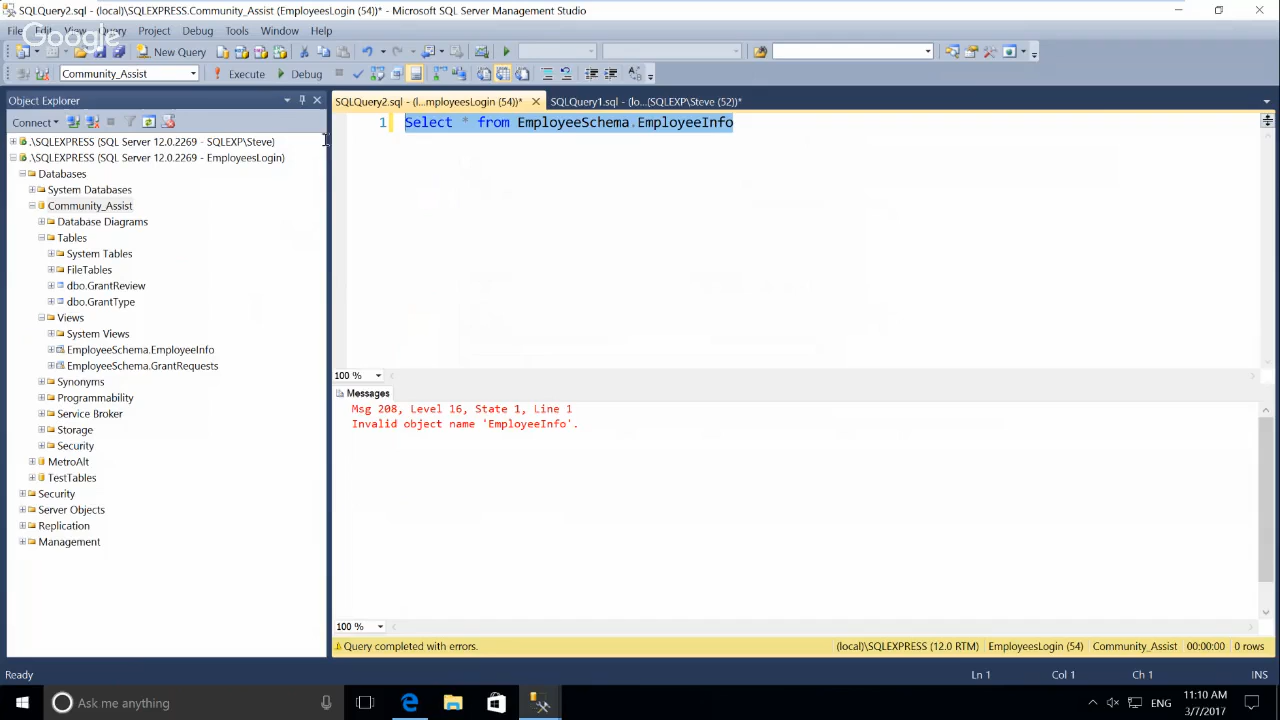 SQLQuery2.sql - (local)\SQLEXPRESS.Community_Assist (EmployeesLogin (54))* - Microsoft SQL Server Management Studio
File Edit View Query Project Debug Tools Window Help
Google
New Query
Community_Assist Execute Debug
Object Explorer
SQLQuery2.sql - (l...mployeesLogin (54))* SQLQuery1.sql - (lo...(SQLEXP\Steve (52))*
Connect
1 Select * from EmployeeSchema.EmployeeInfo
.\SQLEXPRESS (SQL Server 12.0.2269 - SQLEXP\Steve)
.\SQLEXPRESS (SQL Server 12.0.2269 - EmployeesLogin)
Databases
System Databases
Community_Assist
Database Diagrams
Tables
System Tables
FileTables
dbo.GrantReview
dbo.GrantType
Views
System Views
EmployeeSchema.EmployeeInfo
EmployeeSchema.GrantRequests
Synonyms
Programmability
Service Broker
Storage
Security
MetroAlt
TestTables
Security
Server Objects
Replication
Management
100 %
Messages
Msg 208, Level 16, State 1, Line 1
Invalid object name 'EmployeeInfo'.
100 %
Query completed with errors. (local)\SQLEXPRESS (12.0 RTM) EmployeesLogin (54) Community_Assist 00:00:00 0 rows
Ready Ln 1 Col 1 Ch 1 INS
Ask me anything ENG 11:10 AM
3/7/2017